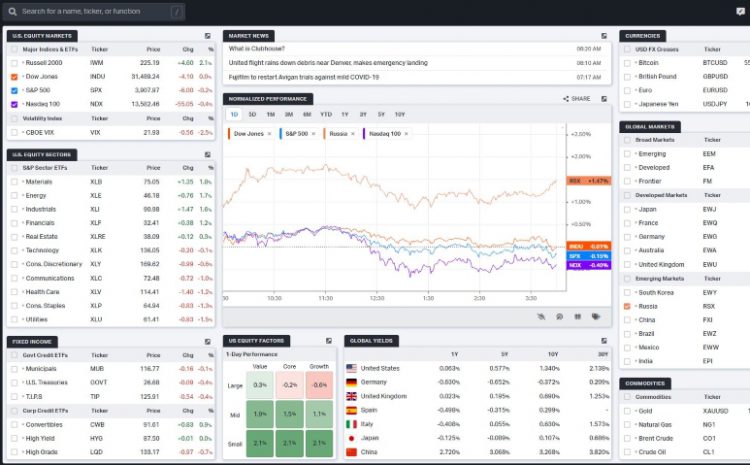 Search for a name, ticker, or function
/
U.S. EQUITY MARKETS
Major Indices & ETFs Ticker Price Chg %
Russell 2000 IWM 225.19 +4.60 2.1%
Dow Jones INDU 31,489.24 -4.10 0.0%
S&P 500 SPX 3,907.87 -6.00 -0.2%
Nasdaq 100 NDX 13,582.46 -55.05 -0.4%
Volatility Index Ticker Price Chg %
CBOE VIX VIX 21.93 -0.56 -2.5%
U.S. EQUITY SECTORS
S&P Sector ETFs Ticker Price Chg %
Materials XLB 75.05 +1.35 1.8%
Energy XLE 46.18 +0.76 1.7%
Industrials XLI 90.98 +1.47 1.6%
Financials XLF 32.41 +0.38 1.2%
Real Estate XLRE 38.09 +0.12 0.3%
Technology XLK 136.05 -0.20 -0.1%
Cons. Discretionary XLY 169.62 -0.99 -0.6%
Communications XLC 72.48 -0.72 -1.0%
Health Care XLV 114.41 -1.40 -1.2%
Cons. Staples XLP 64.94 -0.83 -1.3%
Utilities XLU 61.41 -0.83 -1.5%
FIXED INCOME
Govt Credit ETFs Ticker Price Chg %
Municipals MUB 116.77 -0.16 -0.1%
U.S. Treasuries GOVT 26.68 -0.09 -0.4%
T.I.P.S TIP 125.91 -0.54 -0.4%
Corp Credit ETFs Ticker Price Chg %
Convertibles CWB 91.61 +0.83 0.9%
High Yield HYG 87.50 +0.01 0.0%
High Grade LQD 133.17 -0.97 -0.7%
MARKET NEWS
What is Clubhouse? 08:20 AM
United flight rains down debris near Denver, makes emergency landing 08:10 AM
Fujifilm to restart Avigan trials against mild COVID-19 07:17 AM
NORMALIZED PERFORMANCE
SHARE
1D 5D 1M 3M 6M YTD 1Y 3Y 5Y 10Y
Dow Jones × S&P 500 × Russia × Nasdaq 100 ×
+2.50%
+2.00%
RSX +1.47%
+1.00%
+0.50%
INDU -0.01%
SPX -0.15%
NDX -0.40%
:30 10:30 11:30 12:30 1:30 2:30 3:30
US EQUITY FACTORS
1-Day Performance
Value Core Growth
Large 0.3% -0.2% -0.6%
Mid 1.9% 1.5% 1.1%
Small 2.1% 2.1% 2.1%
GLOBAL YIELDS
1Y 5Y 10Y 30Y
United States 0.063% 0.577% 1.340% 2.138%
Germany -0.630% -0.652% -0.372% 0.209%
United Kingdom 0.023% 0.195% 0.690% 1.253%
Spain -0.498% -0.315% 0.299% -
Italy -0.408% 0.055% 0.630% 1.573%
Japan -0.125% -0.089% 0.107% 0.686%
China 2.720% 3.068% 3.268% 3.820%
CURRENCIES
USD FX Crosses Ticker
Bitcoin BTCUSD
British Pound GBPUSD
Euro EURUSD
Japanese Yen USDJPY
GLOBAL MARKETS
Broad Markets Ticker
Emerging EEM
Developed EFA
Frontier FM
Developed Markets Ticker
Japan EWJ
France EWQ
Germany EWG
Australia EWA
United Kingdom EWU
Emerging Markets Ticker
South Korea EWY
Russia RSX
China FXI
Brazil EWZ
Mexico EWW
India EPI
COMMODITIES
Commodities Ticker
Gold XAUUSD
Natural Gas NG1
Brent Crude CO1
Crude Oil CL1